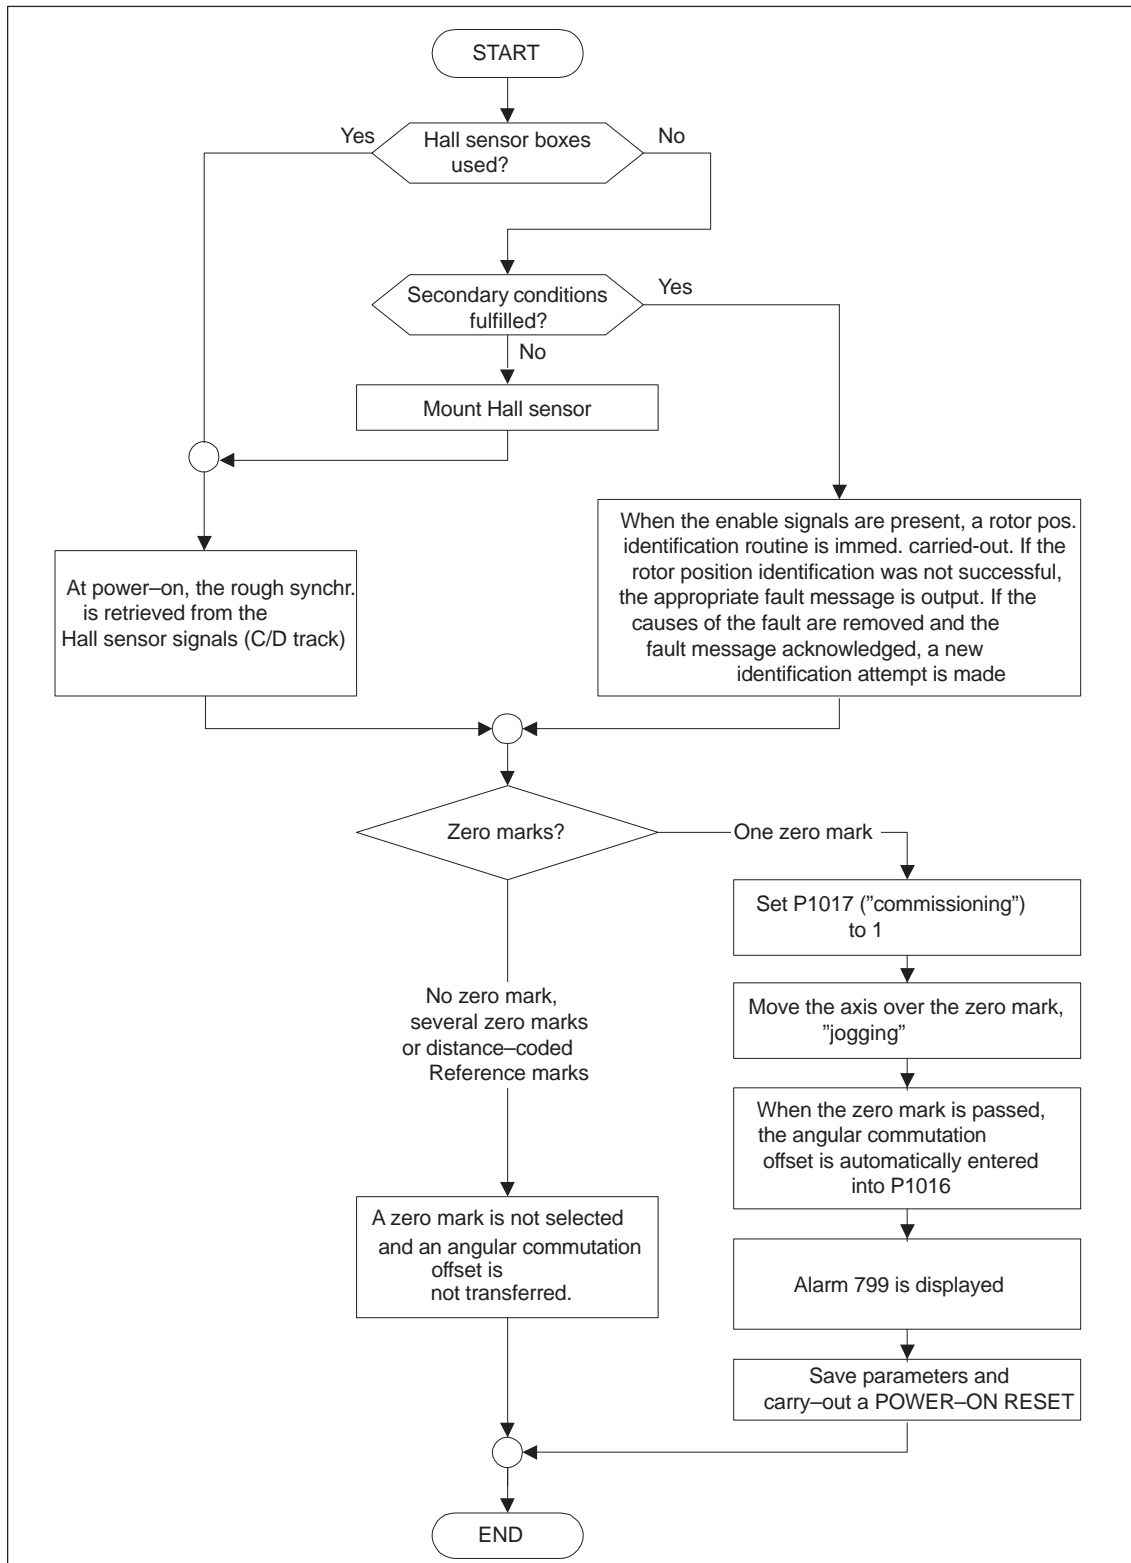 START
Yes
Hall sensor boxes
used?
No
Secondary conditions
fulfilled?
Yes
No
Mount Hall sensor
At power–on, the rough synchr.
is retrieved from the
Hall sensor signals (C/D track)
When the enable signals are present, a rotor pos.
identification routine is immed. carried-out. If the
rotor position identification was not successful,
the appropriate fault message is output. If the
causes of the fault are removed and the
fault message acknowledged, a new
identification attempt is made
Zero marks?
One zero mark
Set P1017 (”commissioning”)
to 1
Move the axis over the zero mark,
”jogging”
No zero mark,
several zero marks
or distance–coded
Reference marks
When the zero mark is passed,
the angular commutation
offset is automatically entered
into P1016
A zero mark is not selected
and an angular commutation
offset is
not transferred.
Alarm 799 is displayed
Save parameters and
carry–out a POWER–ON RESET
END